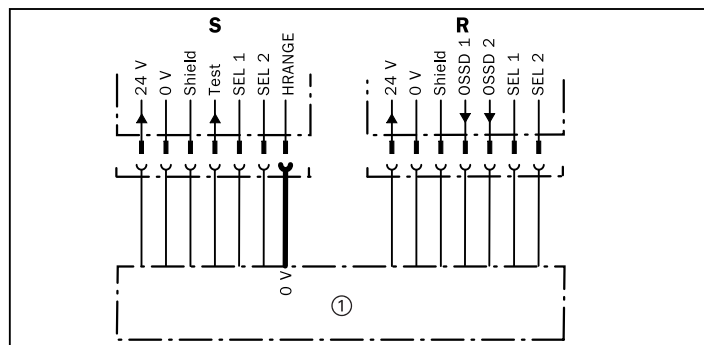 S
R
24 V
0 V
Shield
Test
SEL 1
SEL 2
HRANGE
24 V
0 V
Shield
OSSD 1
OSSD 2
SEL 1
SEL 2
0 V
①